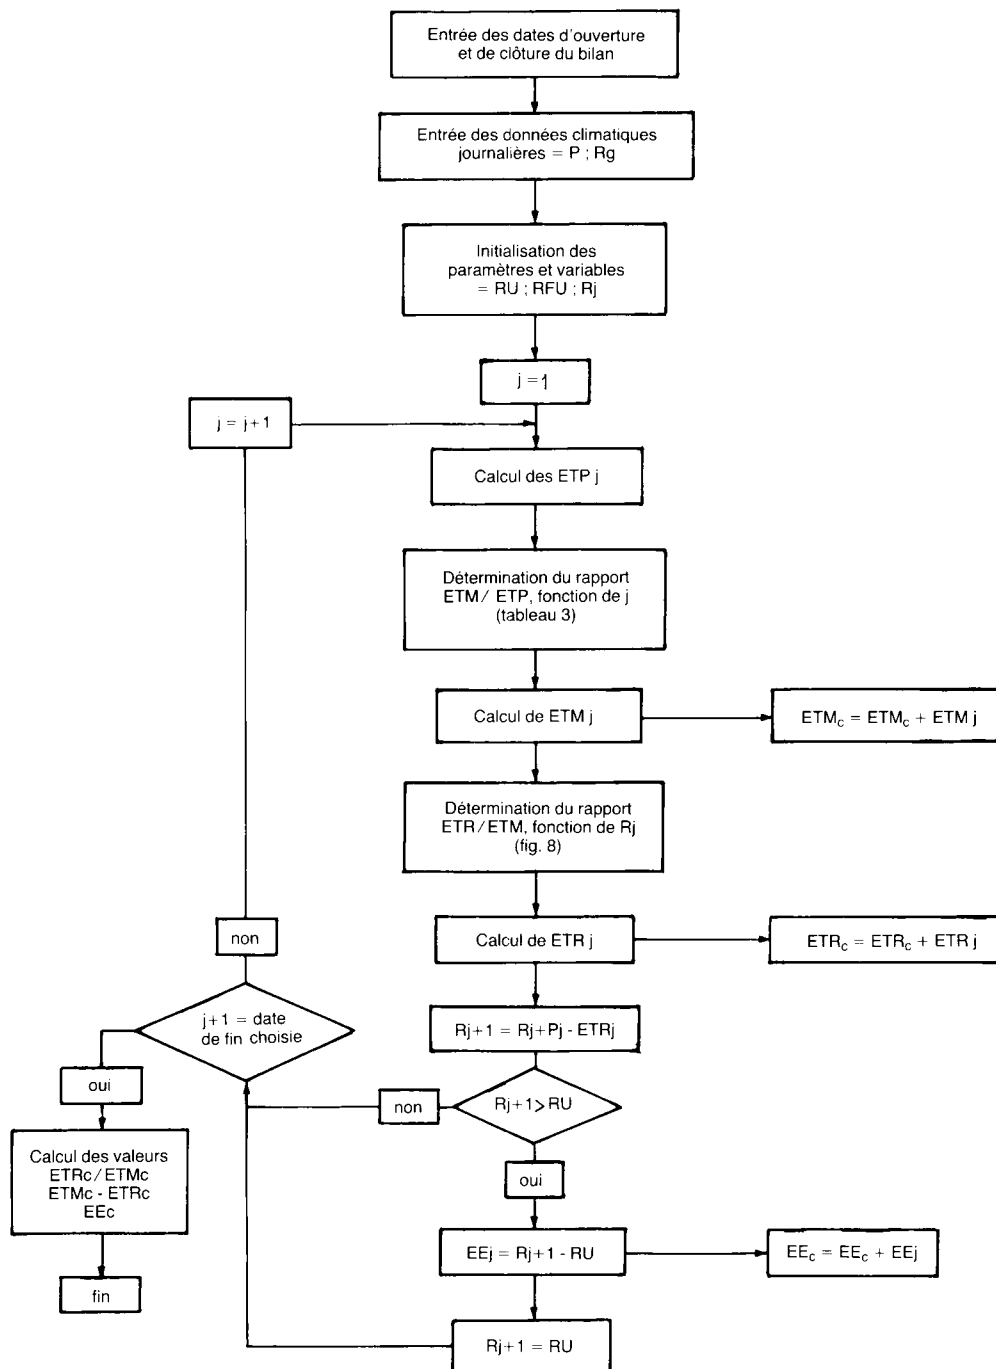 Entrée des dates d'ouverture
et de clôture du bilan
Entrée des données climatiques
journalières = P ; Rg
Initialisation des
paramètres et variables
= RU ; RFU ; Rj
j = 1
j = j+1
Calcul des ETP j
Détermination du rapport
ETM / ETP, fonction de j
(tableau 3)
Calcul de ETM j
ETMc = ETMc + ETM j
Détermination du rapport
ETR / ETM, fonction de Rj
(fig. 8)
Calcul de ETR j
ETRc = ETRc + ETR j
non
j+1 = date
de fin choisie
Rj+1 = Rj+Pj - ETRj
oui
non
Rj+1 > RU
Calcul des valeurs
ETRc / ETMc
ETMc - ETRc
EEc
oui
EEj = Rj+1 - RU
EEc = EEc + EEj
fin
Rj+1 = RU